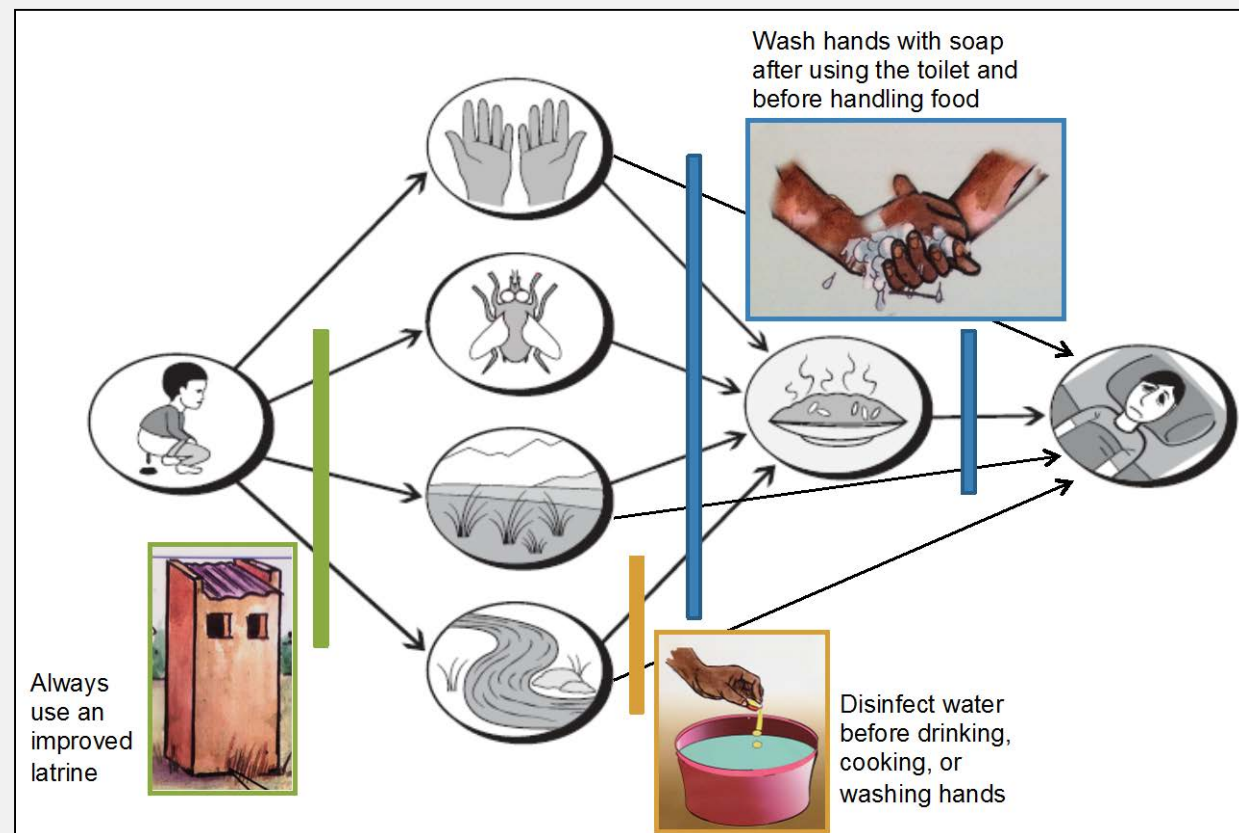 Wash hands with soap
after using the toilet and
before handling food
Always
use an
improved
latrine
Disinfect water
before drinking,
cooking, or
washing hands